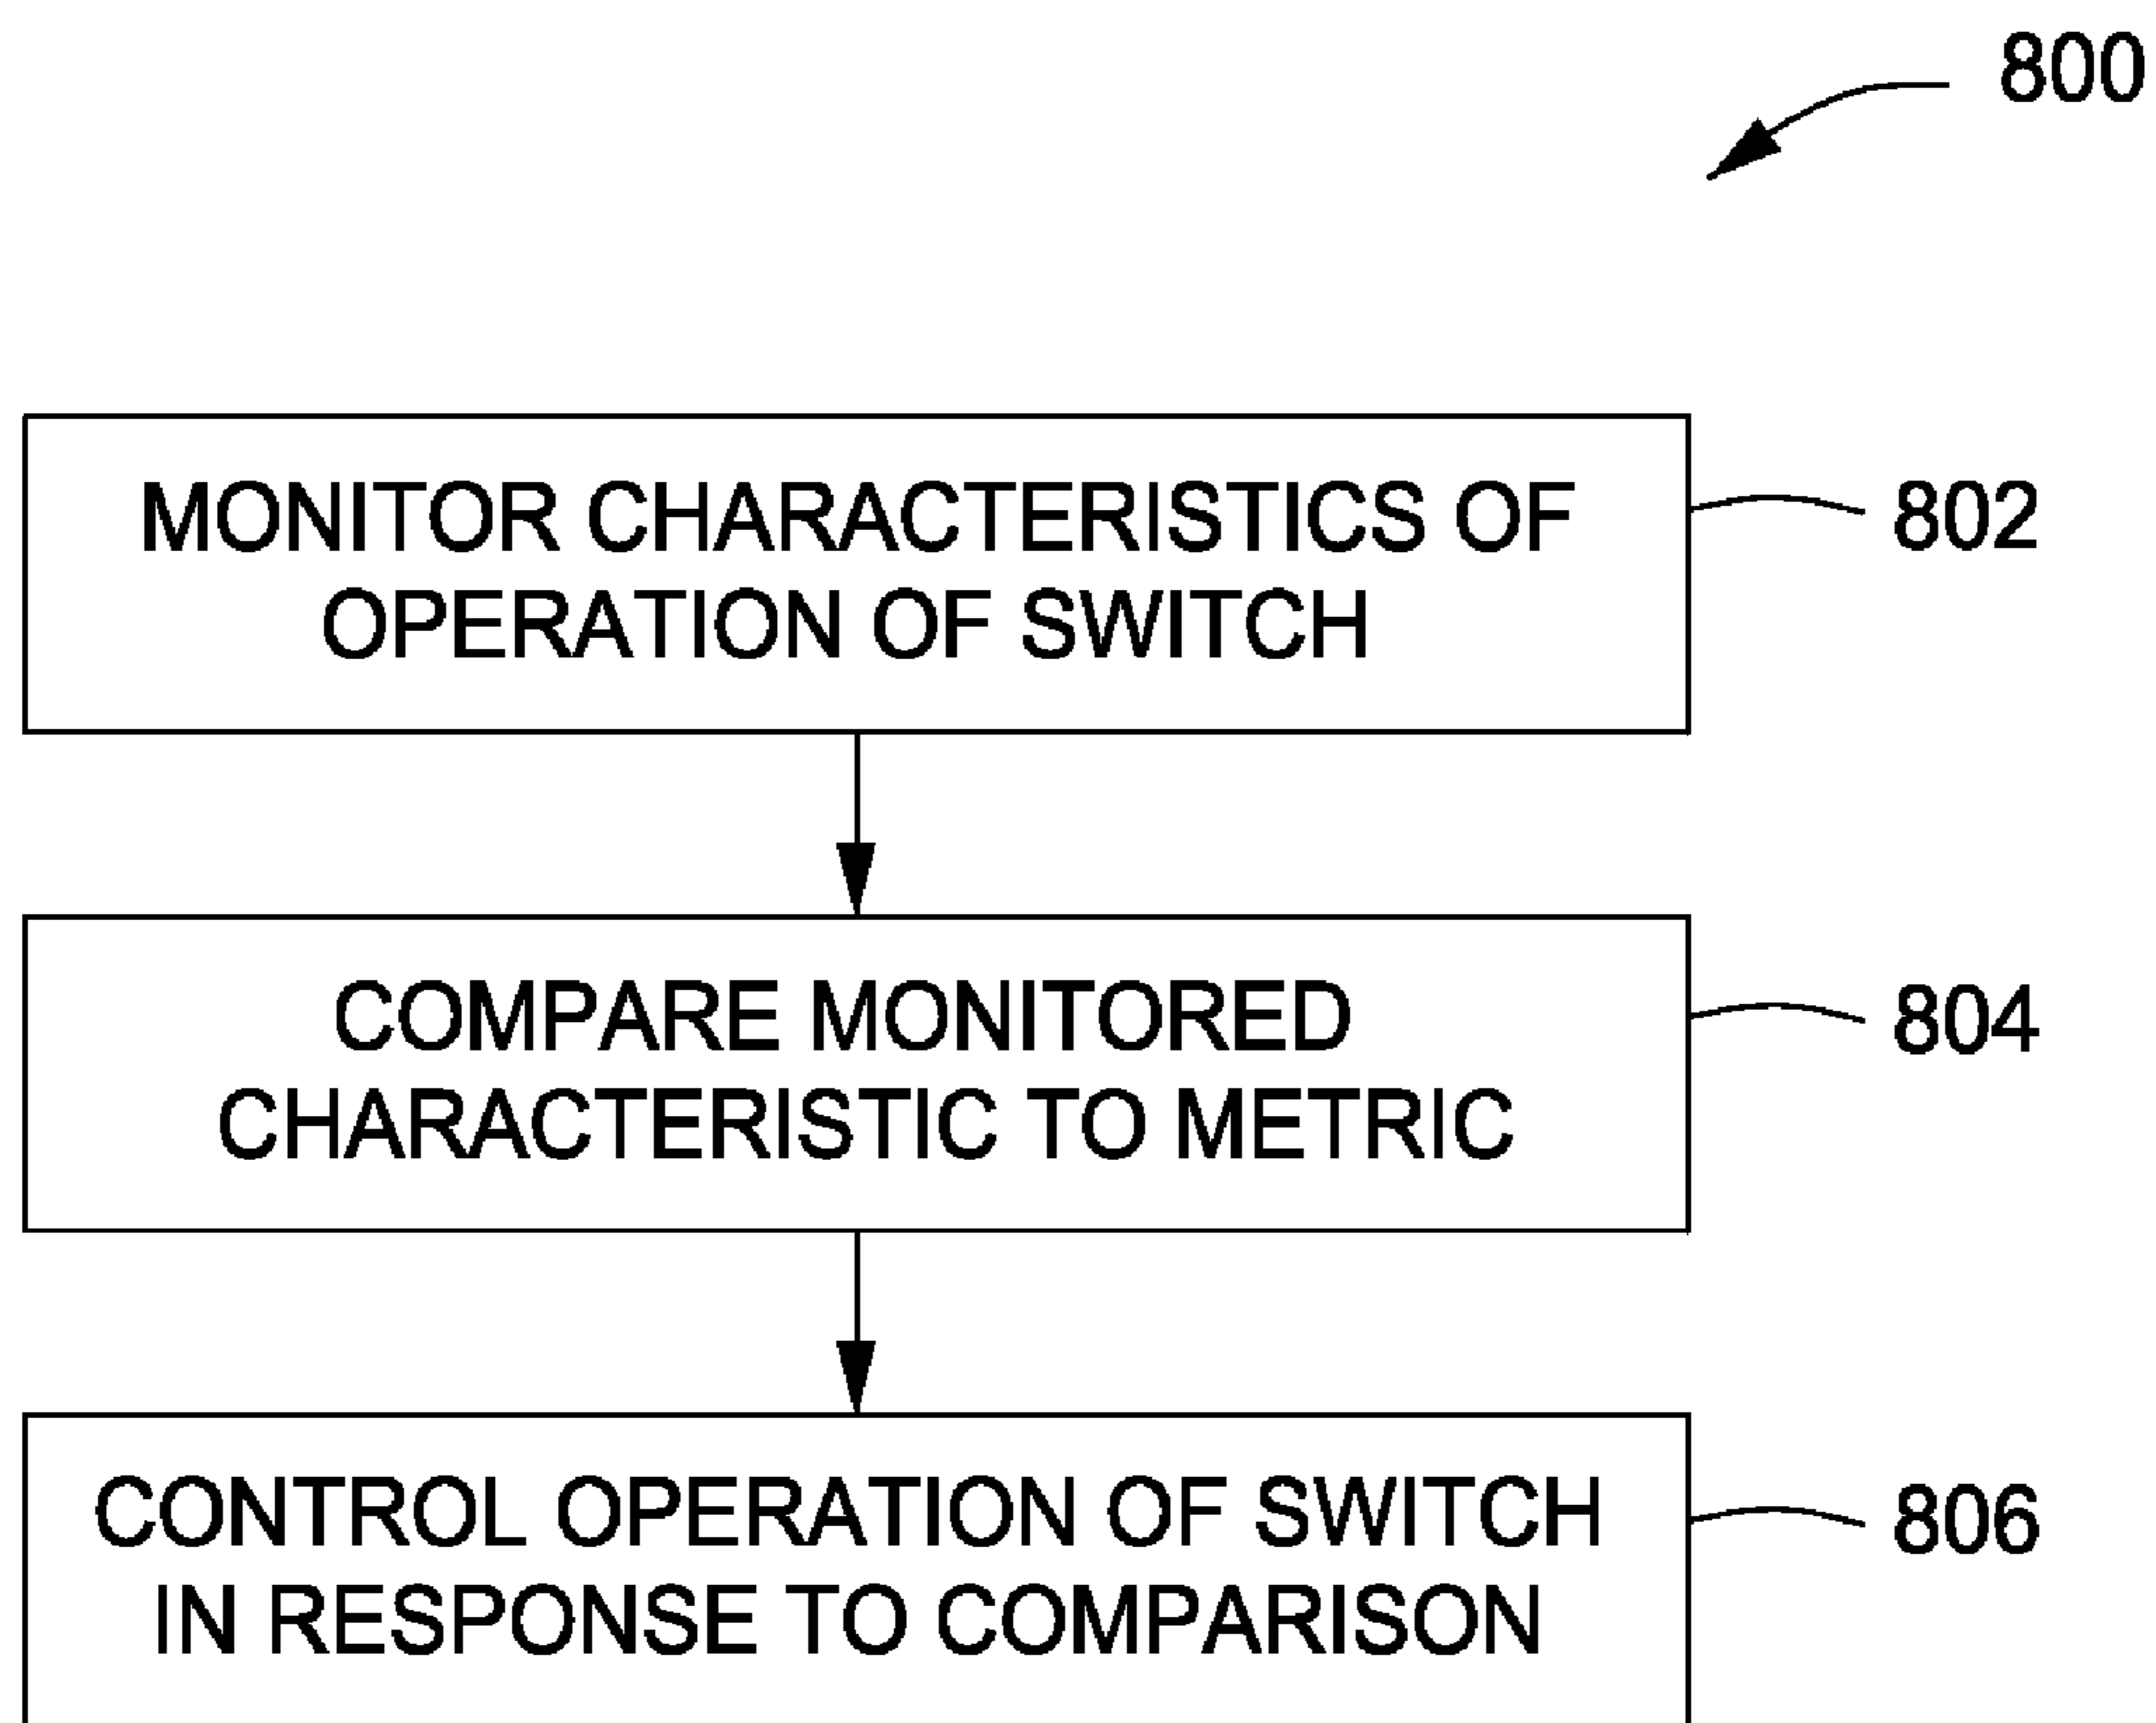 800
MONITOR CHARACTERISTICS OF
OPERATION OF SWITCH
802
COMPARE MONITORED
CHARACTERISTIC TO METRIC
804
CONTROL OPERATION OF SWITCH
IN RESPONSE TO COMPARISON
806